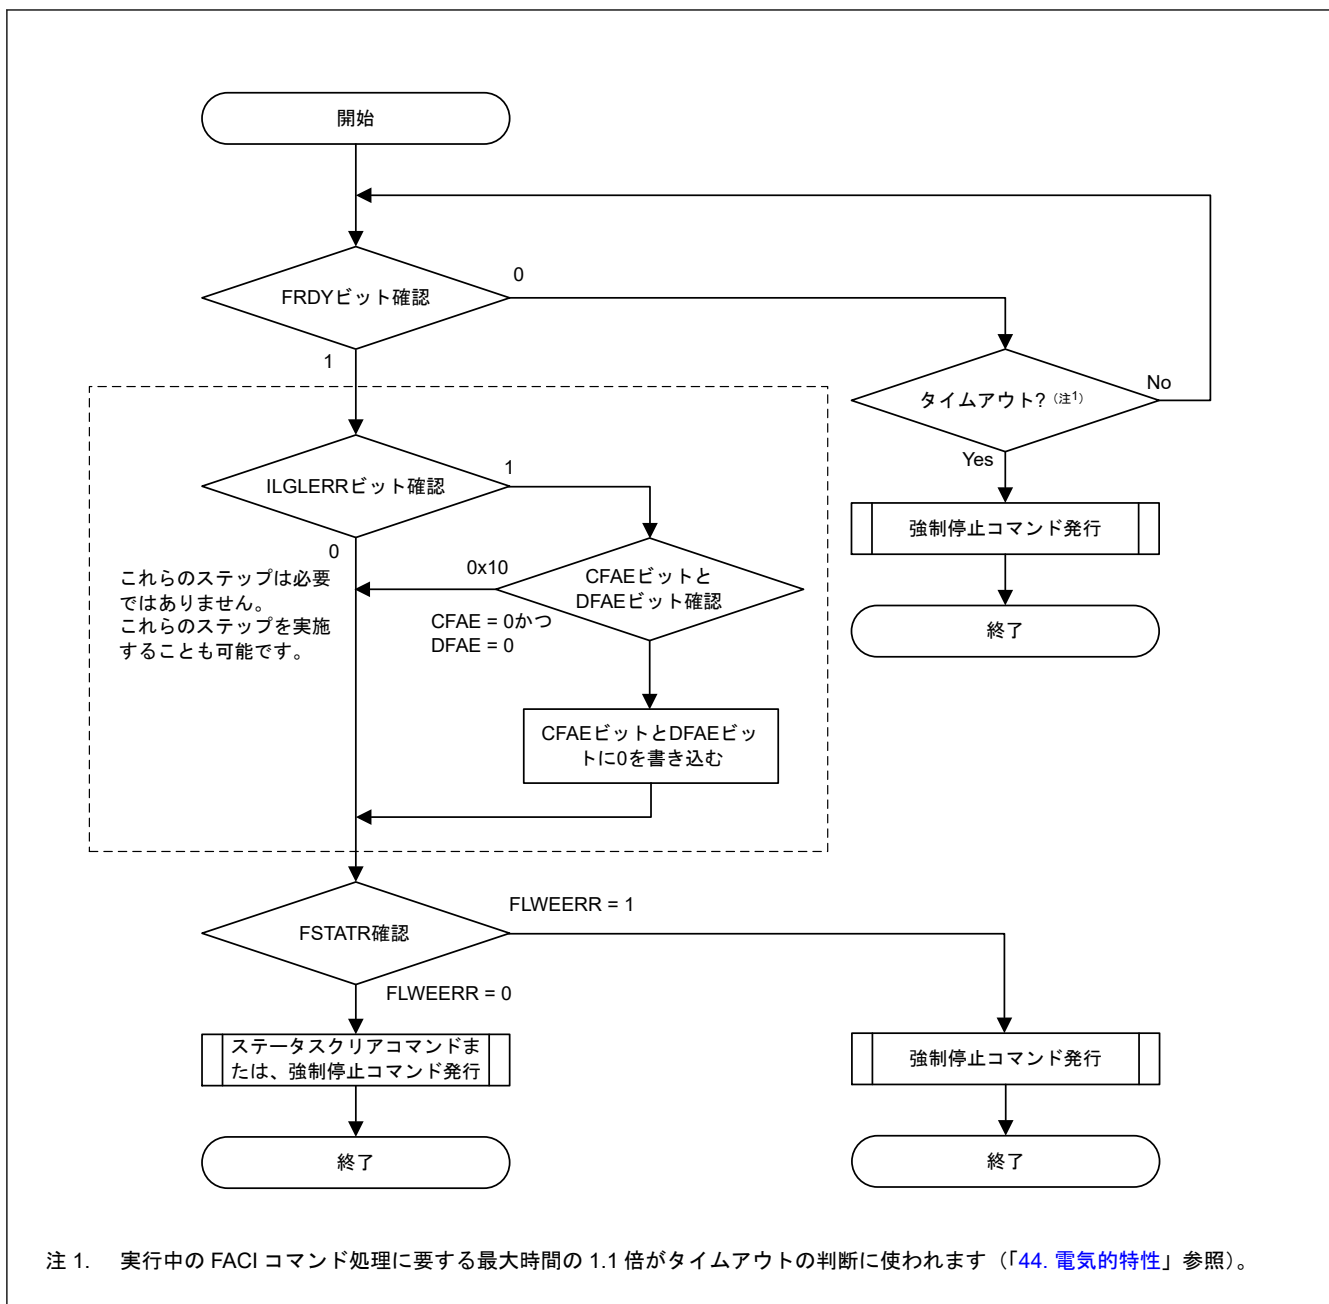 開始
FRDYビット確認
0
1
タイムアウト? (注1)
No
Yes
強制停止コマンド発行
終了
ILGLERRビット確認
1
0
これらのステップは必要
ではありません。
これらのステップを実施
することも可能です。
0x10
CFAEビットと
DFAEビット確認
CFAE = 0かつ
DFAE = 0
CFAEビットとDFAEビッ
トに0を書き込む
FSTATR確認
FLWEERR = 1
FLWEERR = 0
ステータスクリアコマンドま
たは、強制停止コマンド発行
強制停止コマンド発行
終了
終了
注 1. 実行中の FACI コマンド処理に要する最大時間の 1.1 倍がタイムアウトの判断に使われます（「44. 電気的特性」参照）。